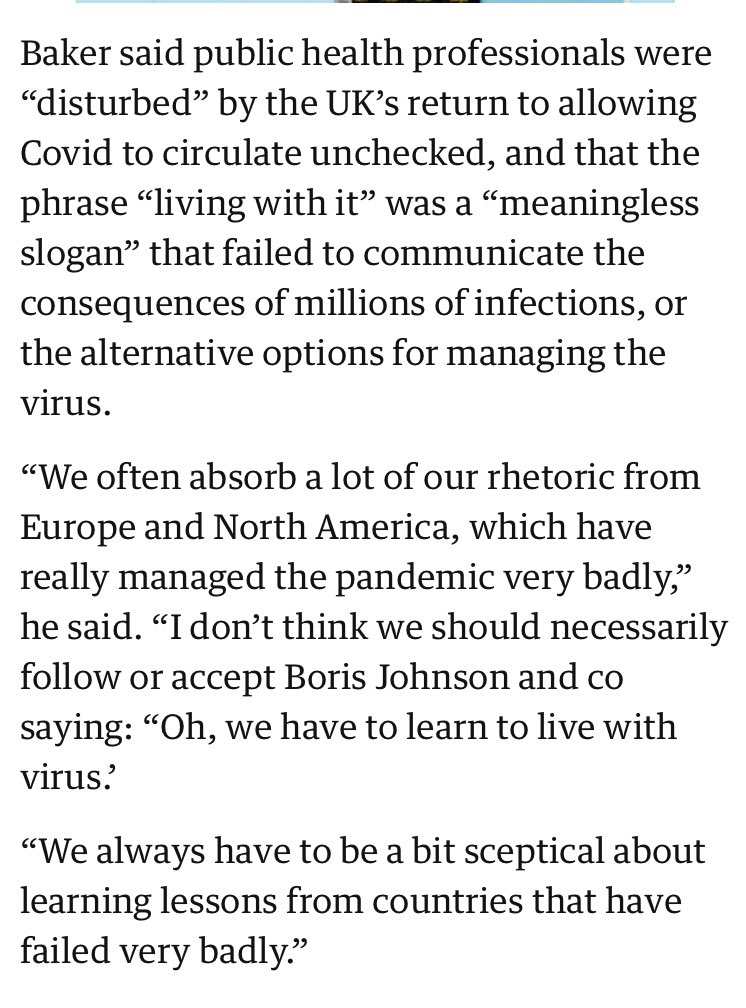 Baker said public health professionals were
“disturbed” by the UK’s return to allowing
Covid to circulate unchecked, and that the
phrase “living with it” was a “meaningless
slogan” that failed to communicate the
consequences of millions of infections, or
the alternative options for managing the
virus.
“We often absorb a lot of our rhetoric from
Europe and North America, which have
really managed the pandemic very badly,”
he said. “I don’t think we should necessarily
follow or accept Boris Johnson and co
saying: “Oh, we have to learn to live with
virus.’
“We always have to be a bit sceptical about
learning lessons from countries that have
failed very badly.”